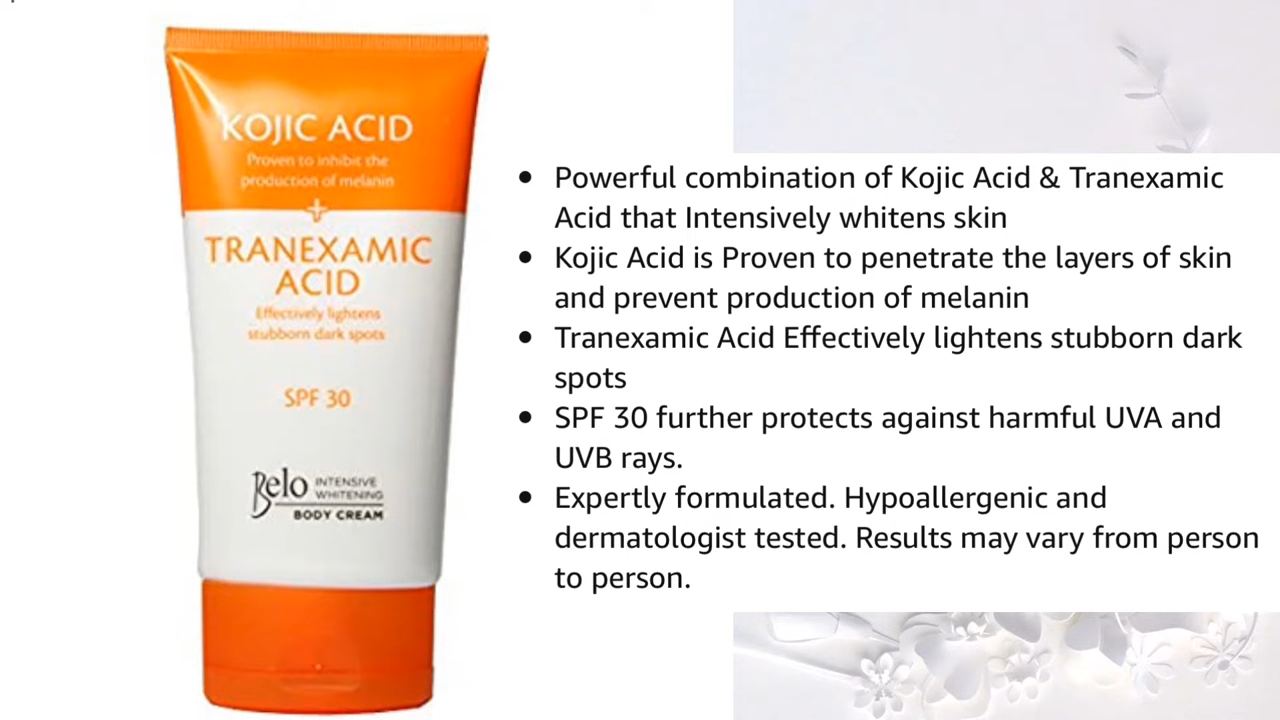 KOJIC ACID
Proven to inhibit the
production of melanin
+
TRANEXAMIC
ACID
Effectively lightens
stubborn dark spots
SPF 30
Belo INTENSIVE
WHITENING
BODY CREAM
• Powerful combination of Kojic Acid & Tranexamic
Acid that Intensively whitens skin
• Kojic Acid is Proven to penetrate the layers of skin
and prevent production of melanin
• Tranexamic Acid Effectively lightens stubborn dark
spots
• SPF 30 further protects against harmful UVA and
UVB rays.
• Expertly formulated. Hypoallergenic and
dermatologist tested. Results may vary from person
to person.